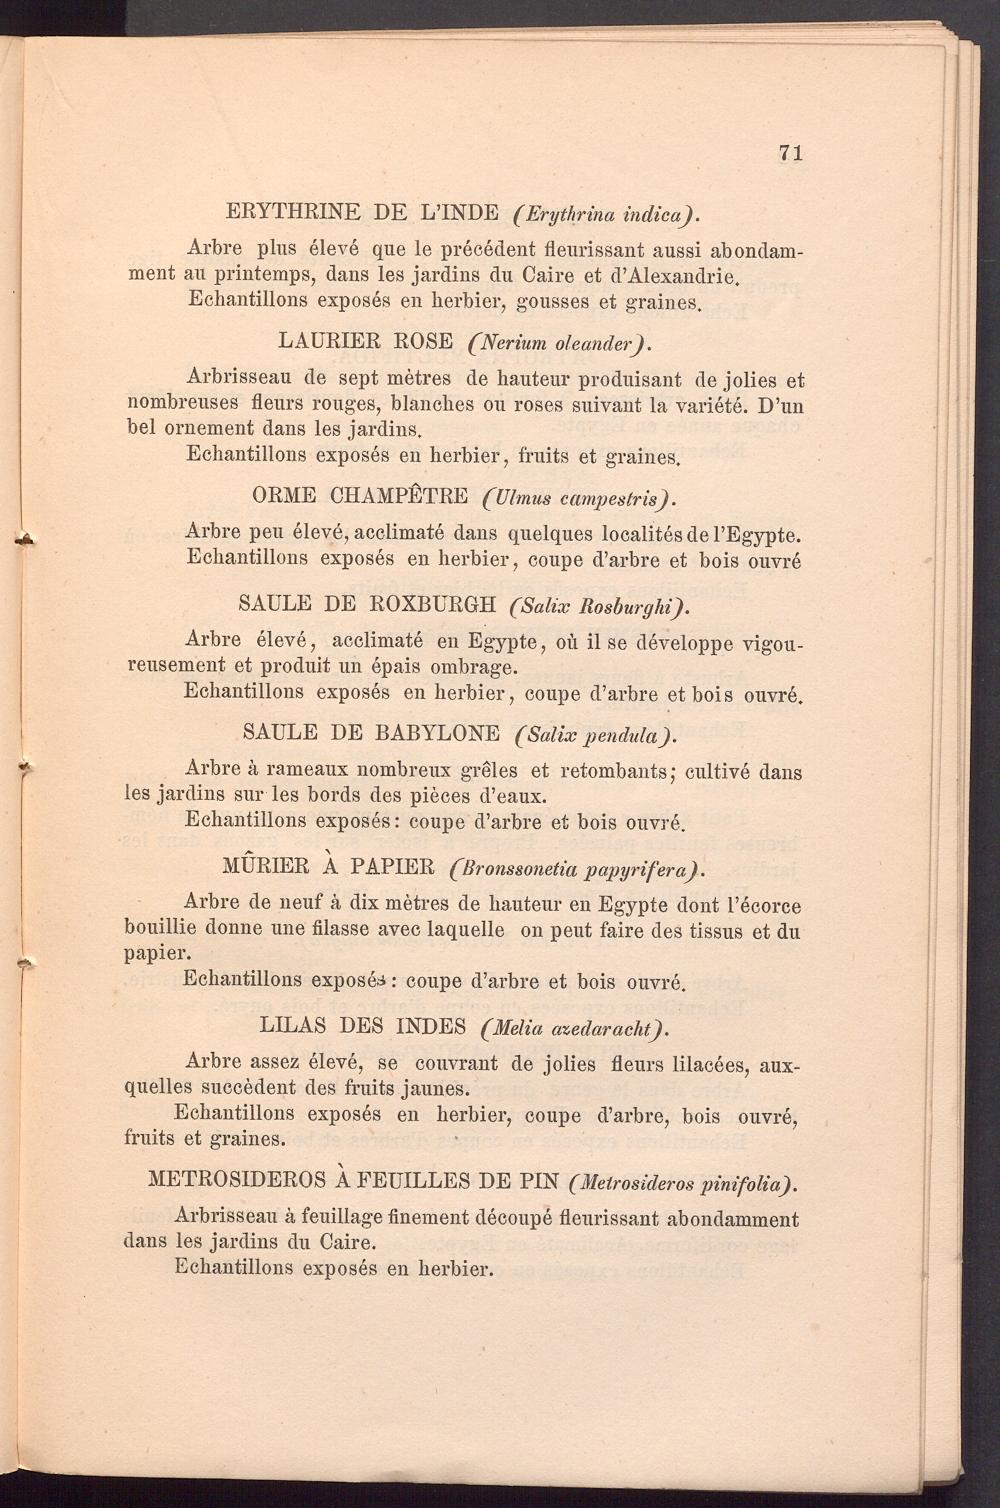 71
ERYTHRINE DE L'INDE (Erythrina indica).
Arbre plus élevé que le précédent fleurissant aussi abondam-
ment au printemps, dans les jardins du Caire et d'Alexandrie.
Echantillons exposés en herbier, gousses et graines.
LAURIER ROSE (Nerium oleander).
Arbrisseau de sept mètres de hauteur produisant de jolies et
nombreuses fleurs rouges, blanches ou roses suivant la variété. D'un
bel ornement dans les jardins.
Echantillons exposés en herbier, fruits et graines.
ORME CHAMPÊTRE (Ulmus campestris).
Arbre peu élevé, acclimaté dans quelques localités de l'Egypte.
Echantillons exposés en herbier, coupe d'arbre et bois ouvré
SAULE DE ROXBURGH (Salix Rosburghi).
Arbre élevé, acclimaté en Egypte, où il se développe vigou-
reusement et produit un épais ombrage.
Echantillons exposés en herbier, coupe d'arbre et bois ouvré.
SAULE DE BABYLONE (Salix pendula).
Arbre à rameaux nombreux grêles et retombants; cultivé dans
les jardins sur les bords des pièces d'eaux.
Echantillons exposés: coupe d'arbre et bois ouvré.
MÛRIER À PAPIER (Bronssonetia papyrifera).
Arbre de neuf à dix mètres de hauteur en Egypte dont l'écorce
bouillie donne une filasse avec laquelle on peut faire des tissus et du
papier.
Echantillons exposés: coupe d'arbre et bois ouvré.
LILAS DES INDES (Melia azedaracht).
Arbre assez élevé, se couvrant de jolies fleurs lilacées, aux-
quelles succèdent des fruits jaunes.
Echantillons exposés en herbier, coupe d'arbre, bois ouvré,
fruits et graines.
METROSIDEROS À FEUILLES DE PIN (Metrosideros pinifolia).
Arbrisseau à feuillage finement découpé fleurissant abondamment
dans les jardins du Caire.
Echantillons exposés en herbier.